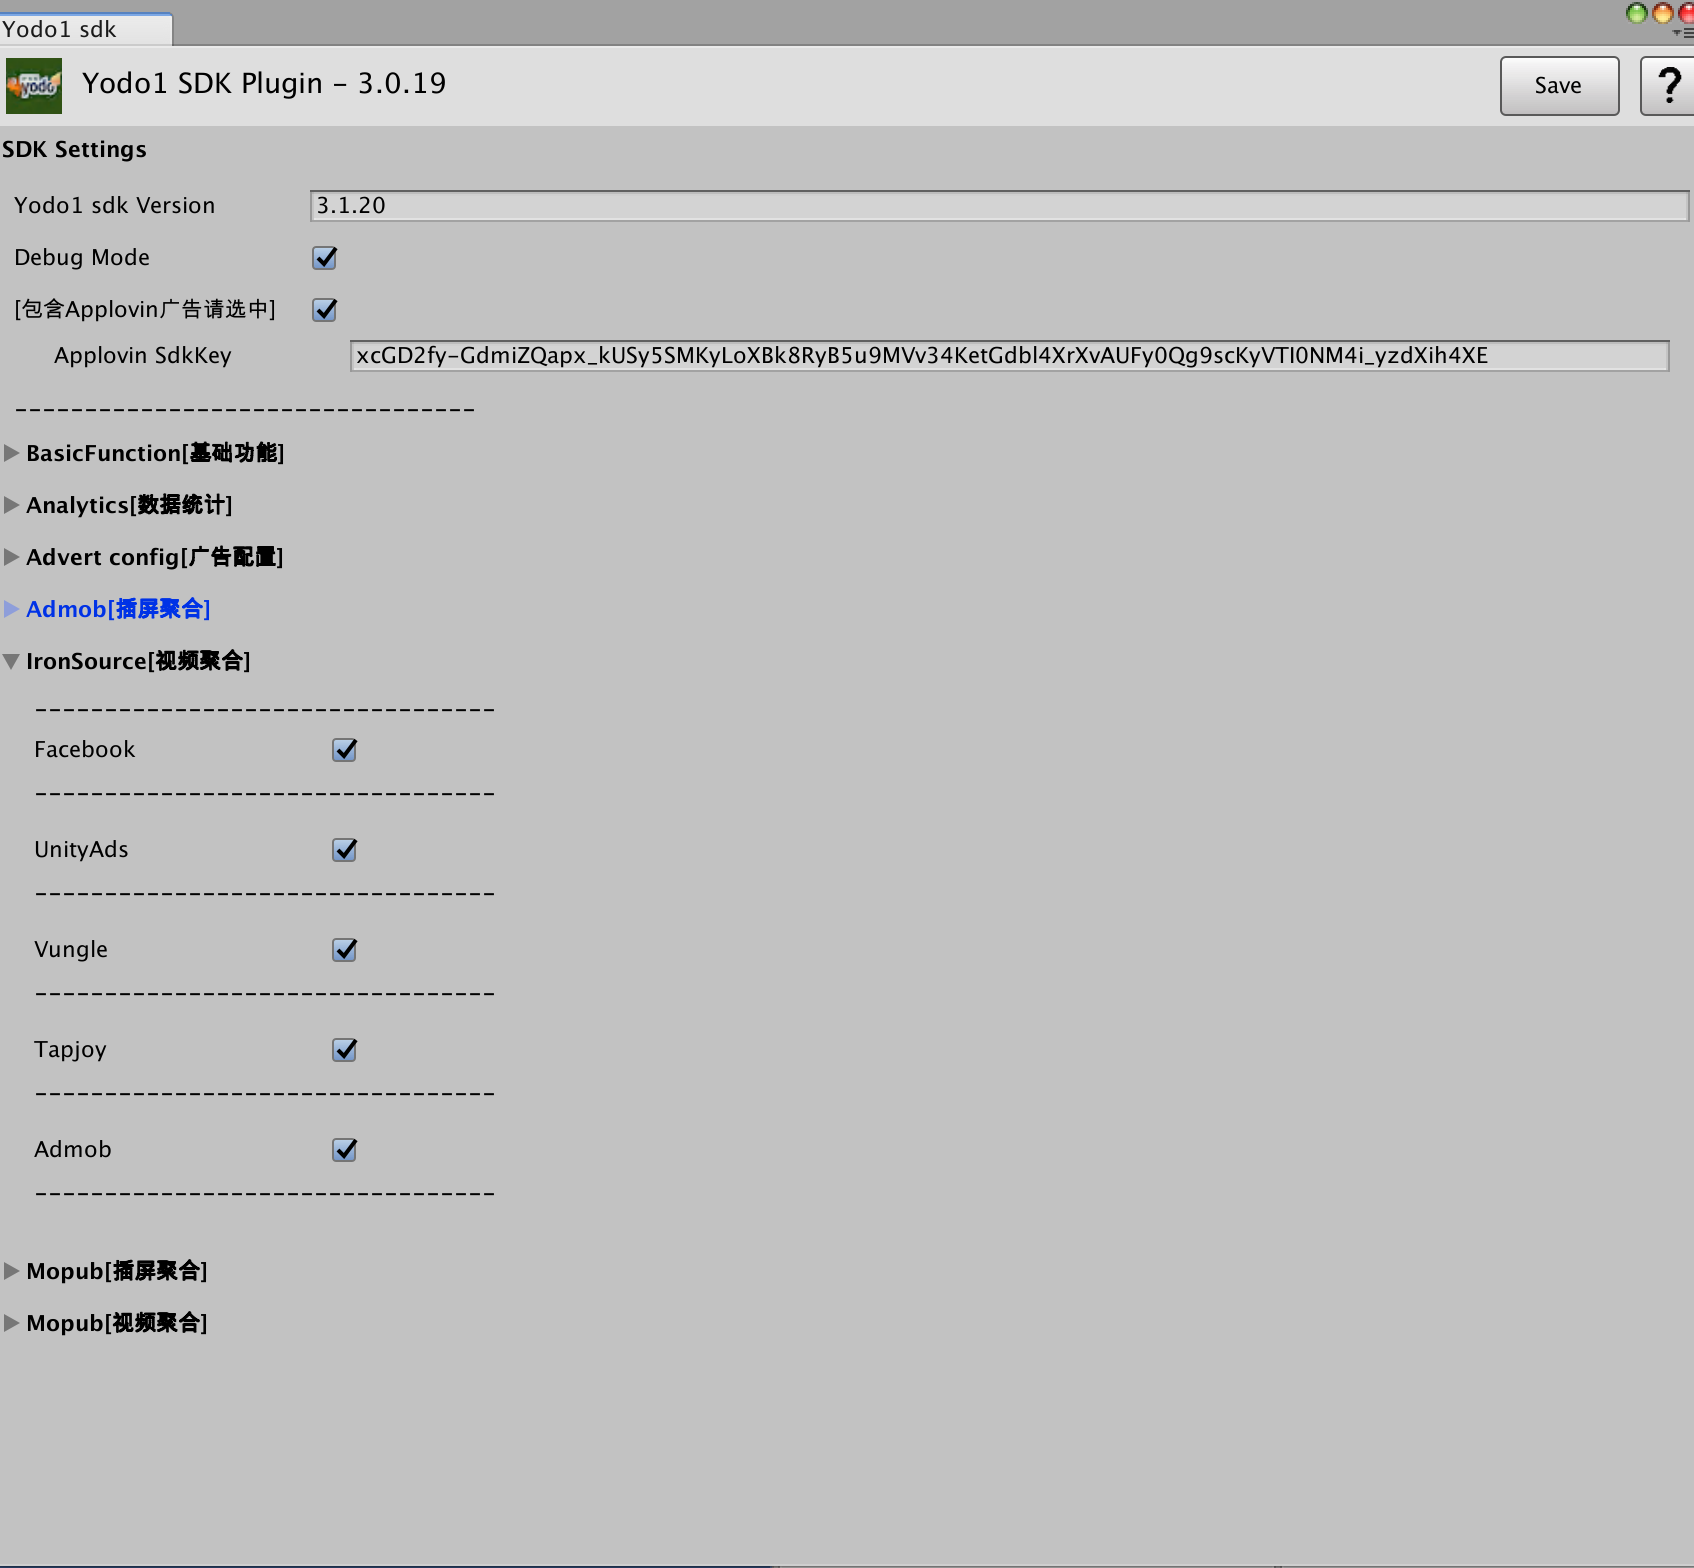 Yodo1 sdk
yodo
Yodo1 SDK Plugin - 3.0.19
Save
?
SDK Settings
Yodo1 sdk Version 3.1.20
Debug Mode
[包含Applovin广告请选中]
Applovin SdkKey xcGD2fy-GdmiZQapx_kUSy5SMKyLoXBk8RyB5u9MVv34KetGdbl4XrXvAUFy0Qg9scKyVTI0NM4i_yzdXih4XE
---------------------------------
BasicFunction[基础功能]
Analytics[数据统计]
Advert config[广告配置]
Admob[插屏聚合]
IronSource[视频聚合]
---------------------------------
Facebook
---------------------------------
UnityAds
---------------------------------
Vungle
---------------------------------
Tapjoy
---------------------------------
Admob
---------------------------------
Mopub[插屏聚合]
Mopub[视频聚合]